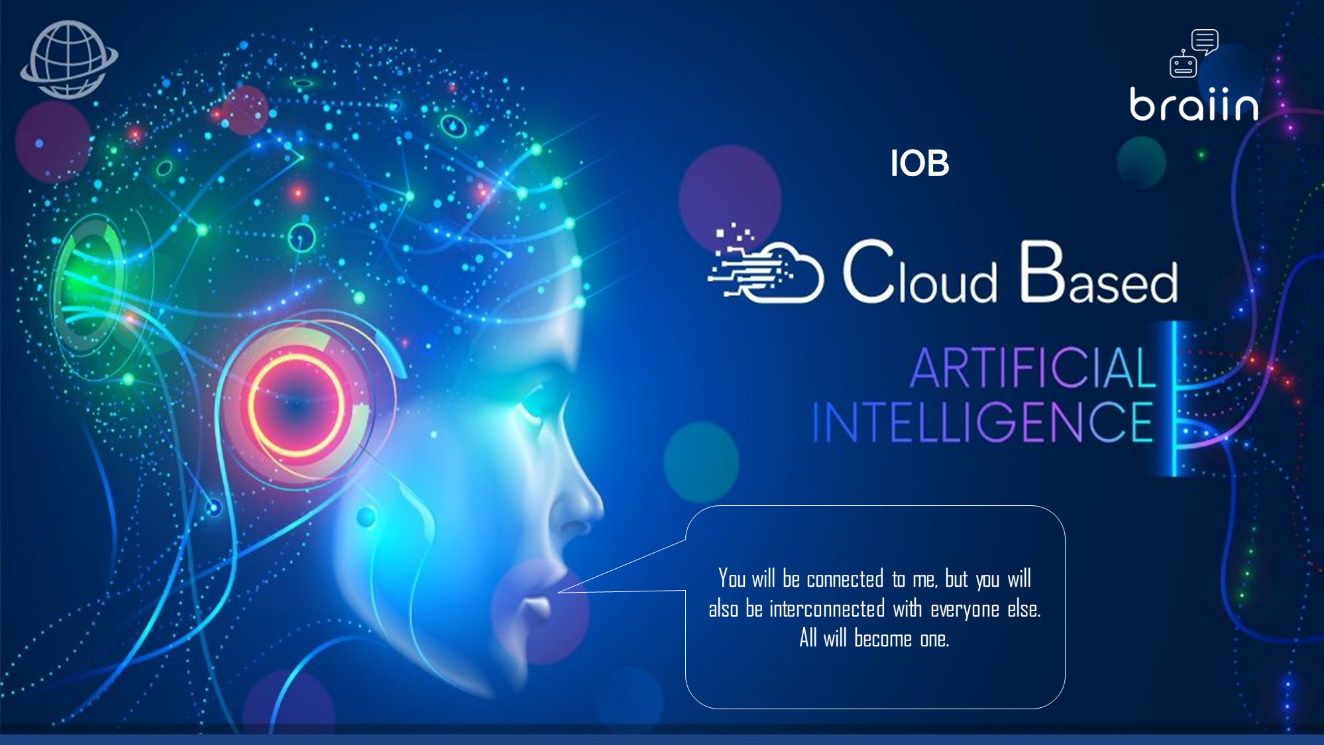 braiin
IOB
Cloud Based
ARTIFICIAL
INTELLIGENCE
You will be connected to me, but you will
also be interconnected with everyone else.
All will become one.